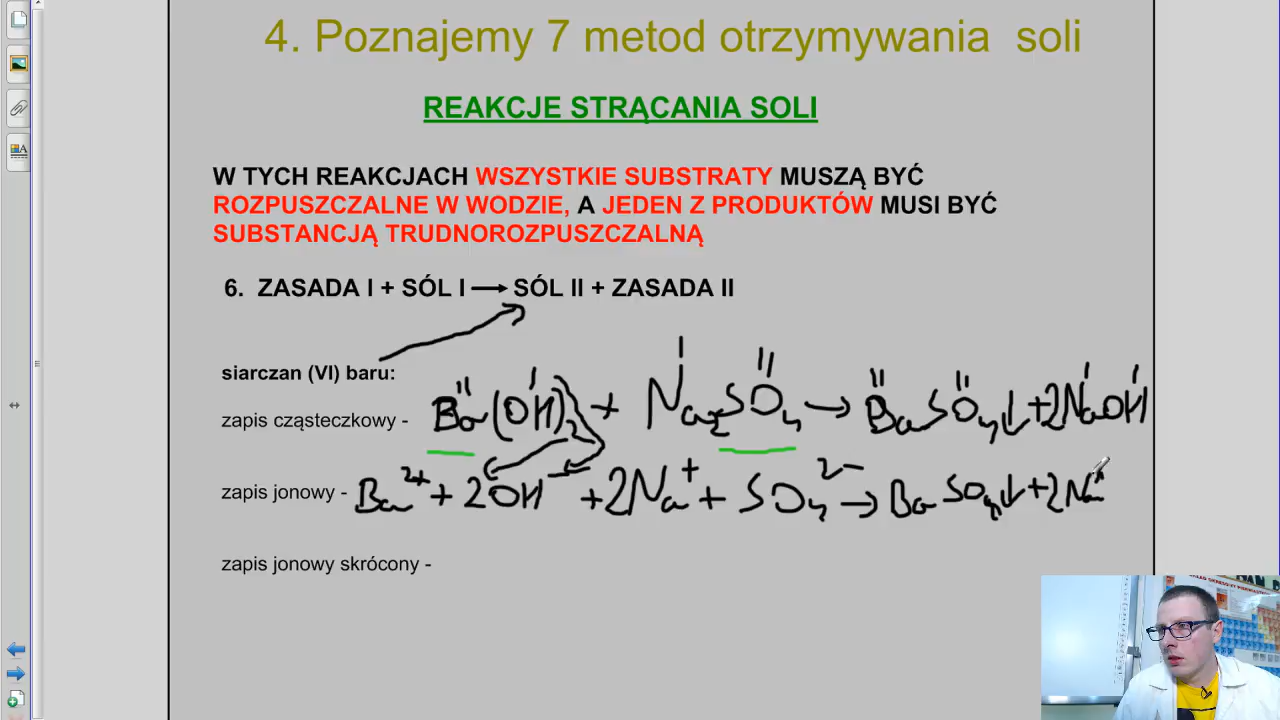 4. Poznajemy 7 metod otrzymywania soli
REAKCJE STRĄCANIA SOLI
W TYCH REAKCJACH WSZYSTKIE SUBSTRATY MUSZĄ BYĆ
ROZPUSZCZALNE W WODZIE, A JEDEN Z PRODUKTÓW MUSI BYĆ
SUBSTANCJĄ TRUDNOROZPUSZCZALNĄ
6. ZASADA I + SÓL I → SÓL II + ZASADA II
siarczan (VI) baru:
zapis cząsteczkowy - Ba(OH)₂ + Na₂SO₄ → BaSO₄↓ + 2NaOH
zapis jonowy - Ba²⁺ + 2OH⁻ + 2Na⁺ + SO₄²⁻ → BaSO₄↓ + 2Na⁺
zapis jonowy skrócony -